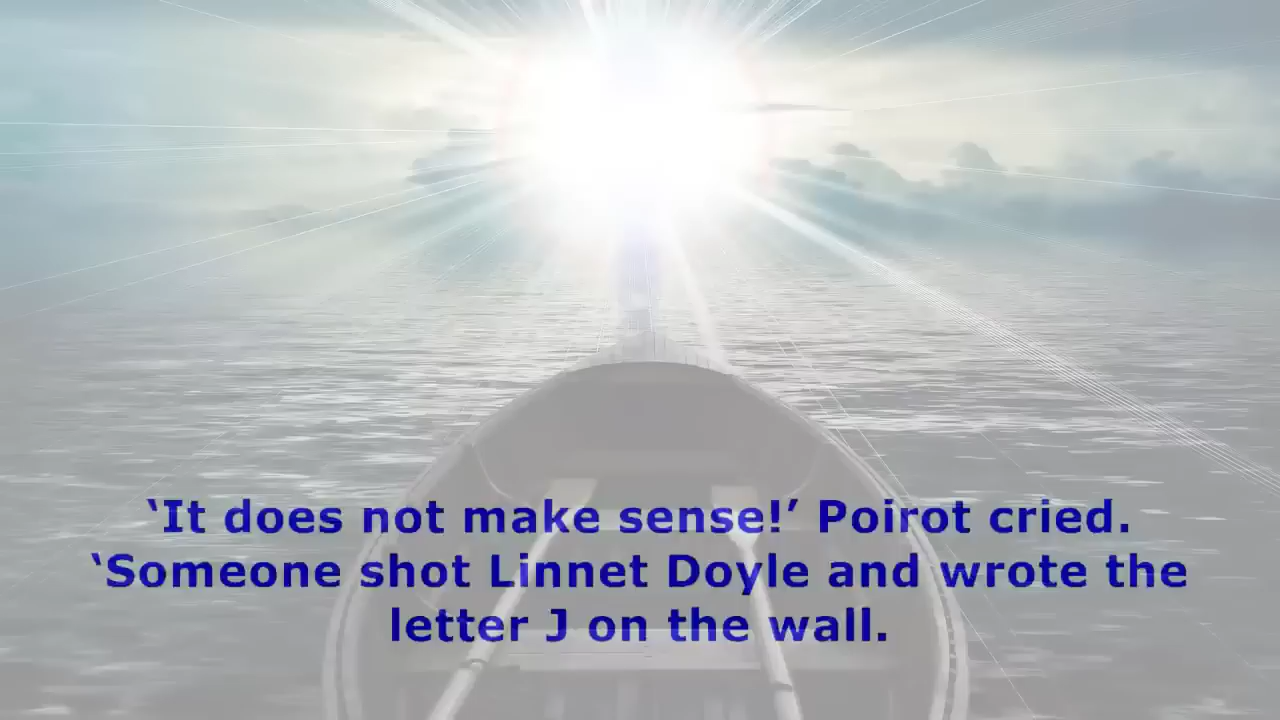 ‘It does not make sense!’ Poirot cried.
‘Someone shot Linnet Doyle and wrote the
letter J on the wall.